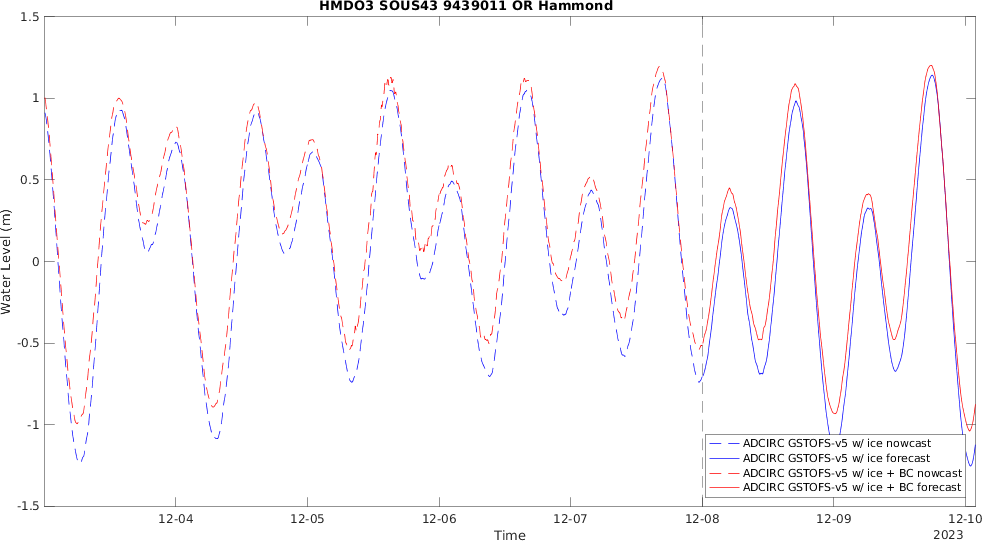 HMDO3 SOUS43 9439011 OR Hammond
1.5
1
0.5
0
-0.5
-1
-1.5
Water Level (m)
12-04
12-05
12-06
12-07
12-08
12-09
12-10
Time
2023
ADCIRC GSTOFS-v5 w/ ice nowcast
ADCIRC GSTOFS-v5 w/ ice forecast
ADCIRC GSTOFS-v5 w/ ice + BC nowcast
ADCIRC GSTOFS-v5 w/ ice + BC forecast